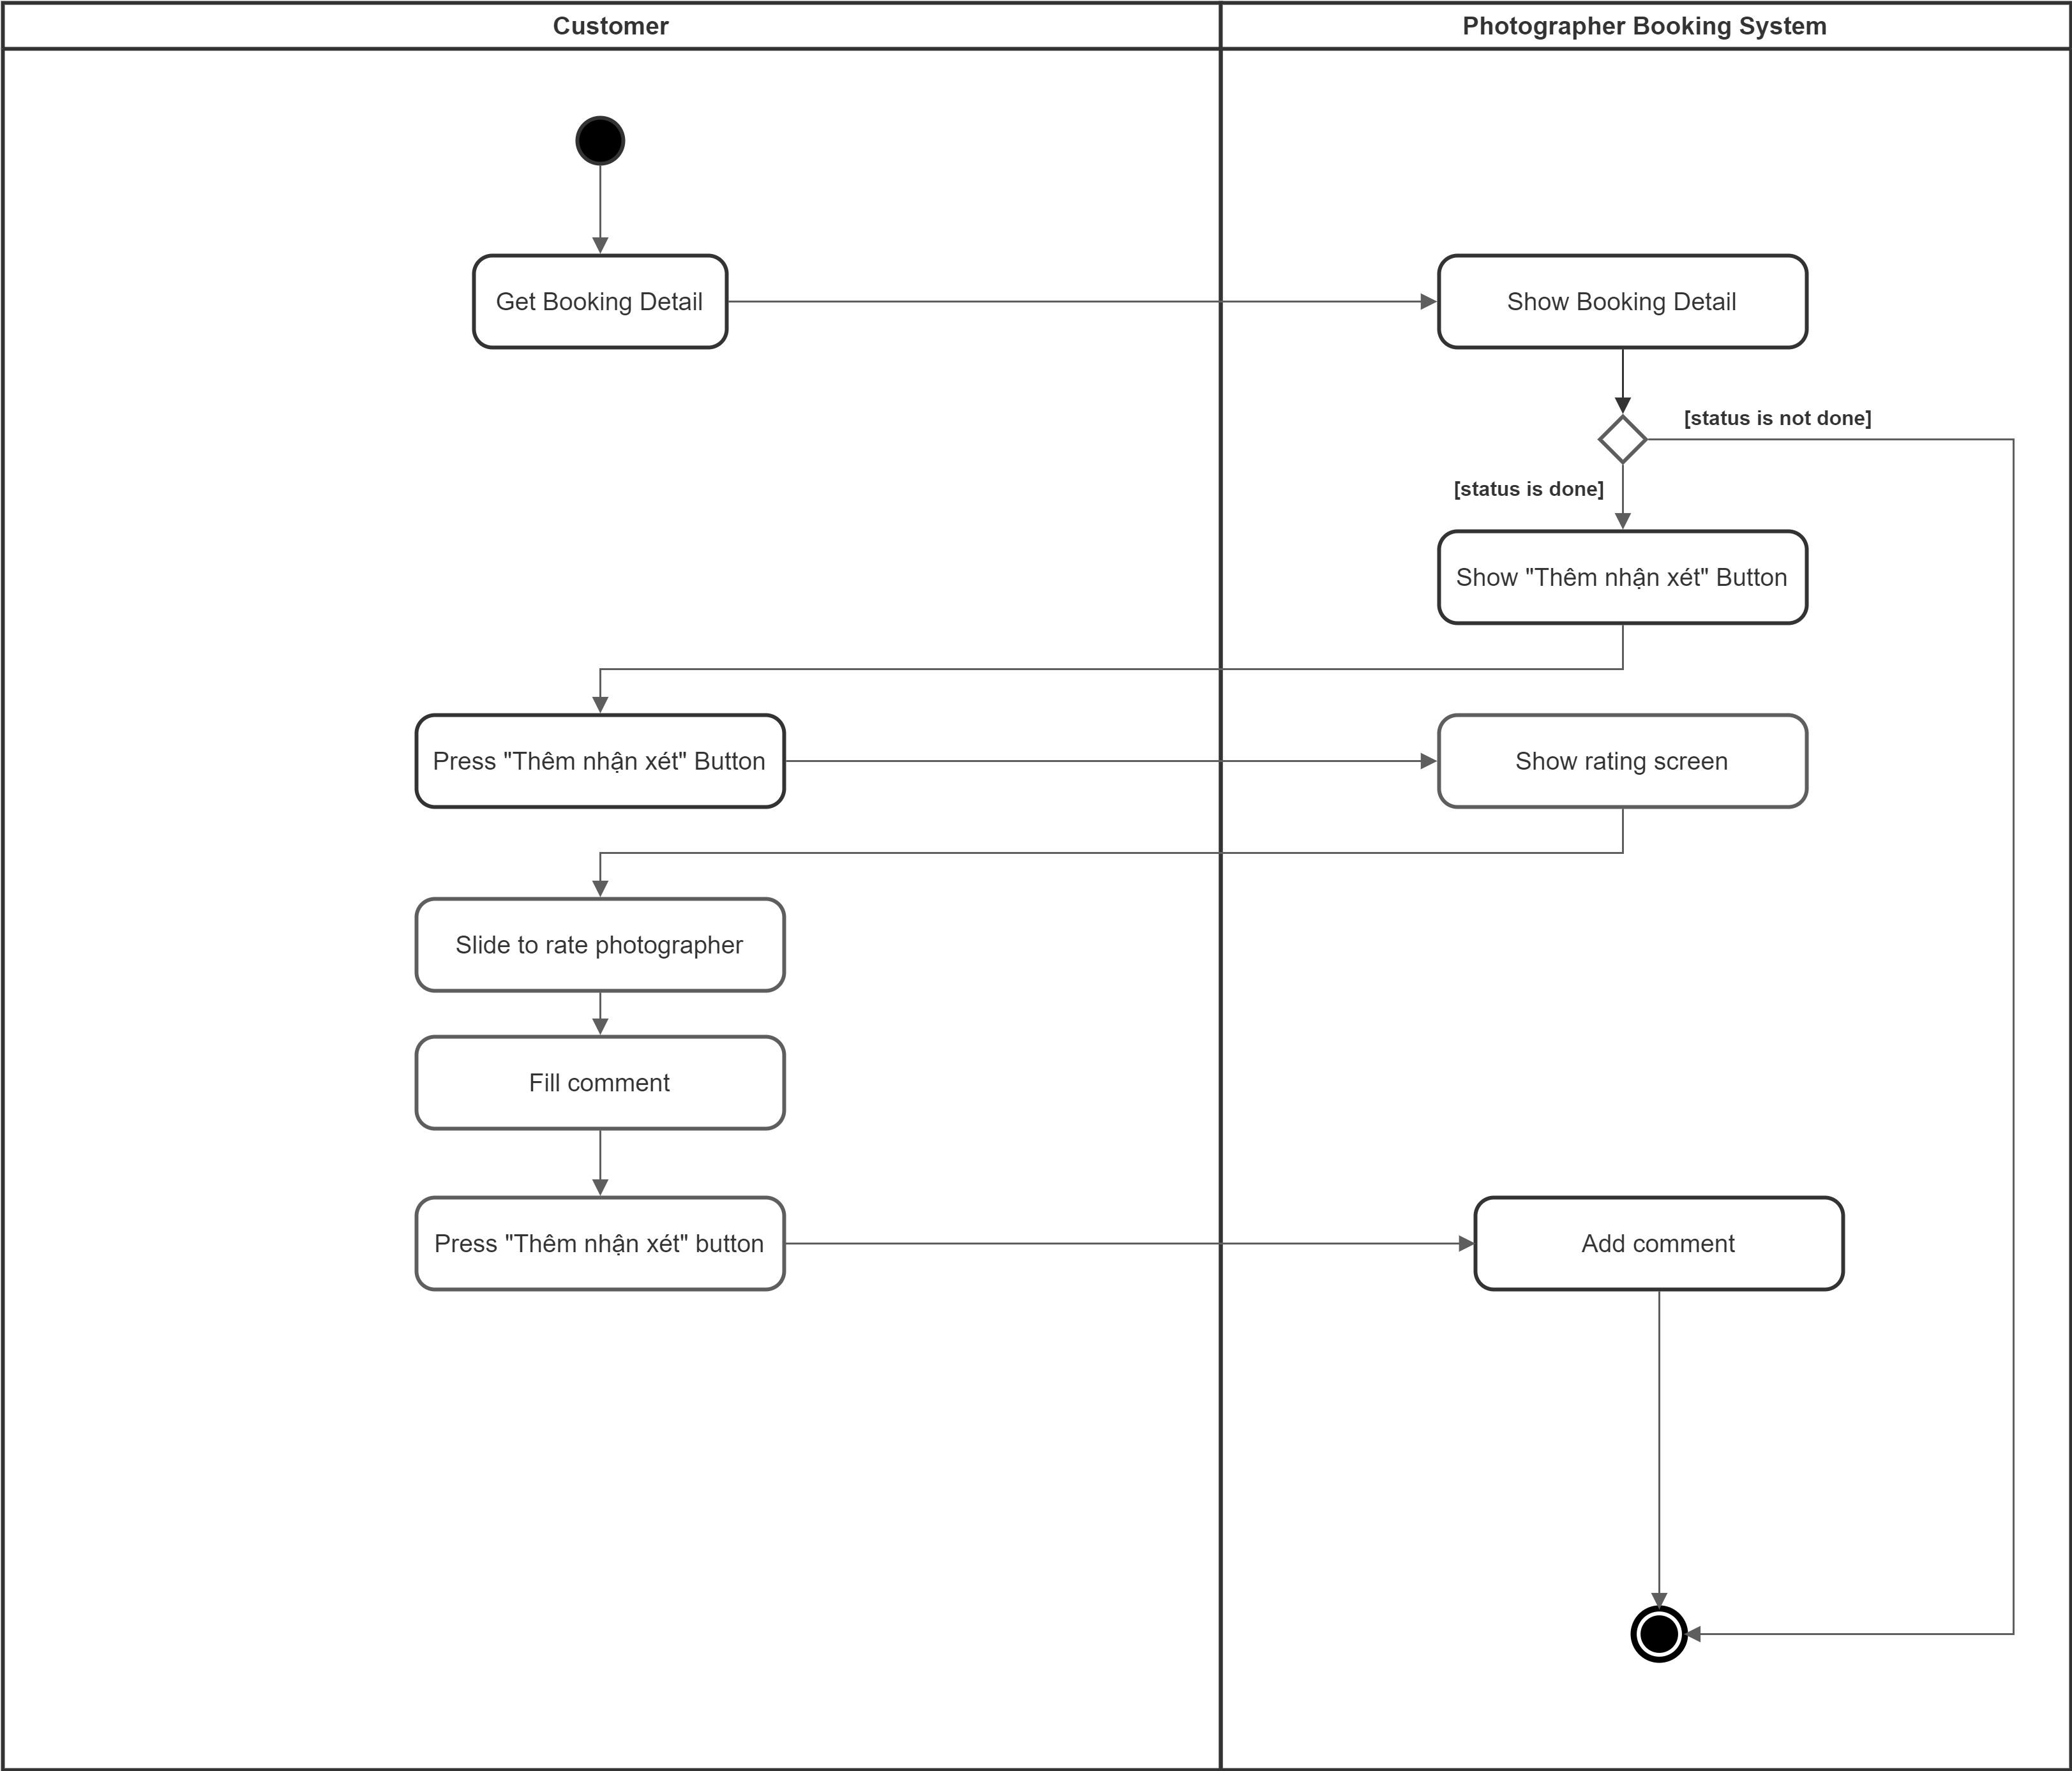 Customer
Photographer Booking System
Get Booking Detail
Show Booking Detail
[status is not done]
[status is done]
Show "Thêm nhận xét" Button
Press "Thêm nhận xét" Button
Show rating screen
Slide to rate photographer
Fill comment
Press "Thêm nhận xét" button
Add comment